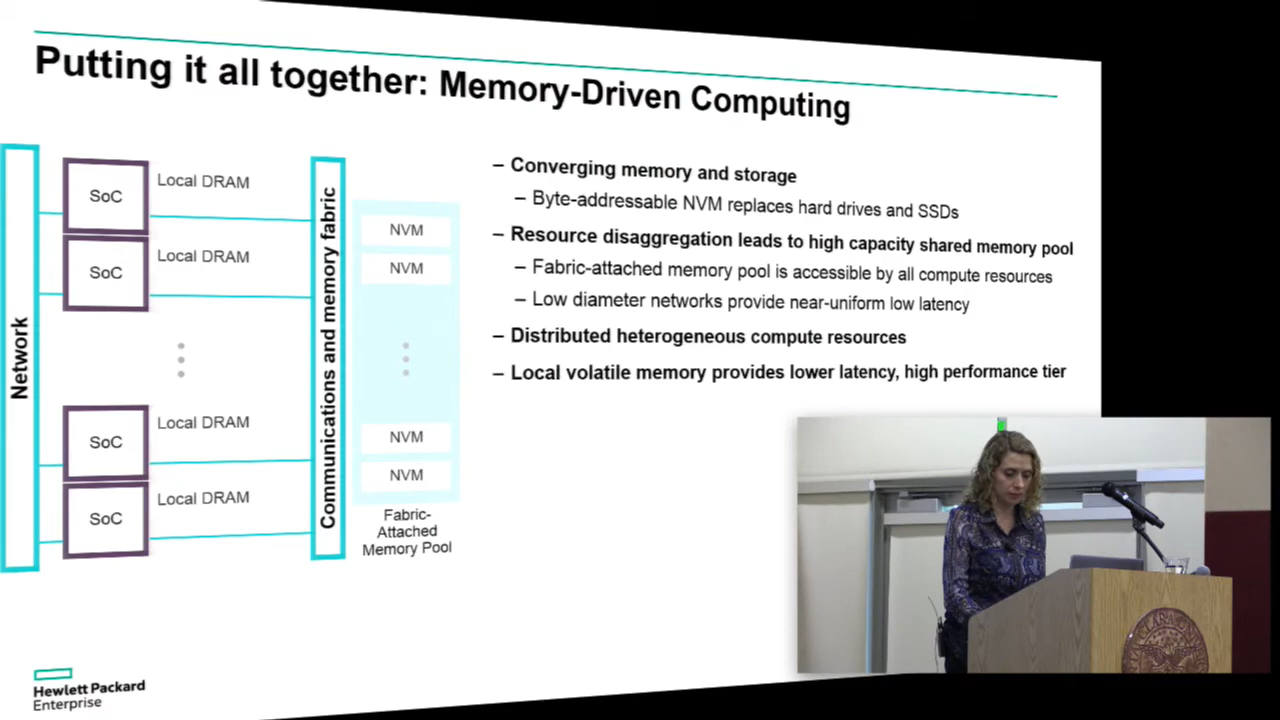 Putting it all together: Memory-Driven Computing
Network
SoC
Local DRAM
SoC
Local DRAM
SoC
Local DRAM
SoC
Local DRAM
Communications and memory fabric
NVM
NVM
NVM
NVM
Fabric-
Attached
Memory Pool
– Converging memory and storage
– Byte-addressable NVM replaces hard drives and SSDs
– Resource disaggregation leads to high capacity shared memory pool
– Fabric-attached memory pool is accessible by all compute resources
– Low diameter networks provide near-uniform low latency
– Distributed heterogeneous compute resources
– Local volatile memory provides lower latency, high performance tier
Hewlett Packard
Enterprise
CLARA